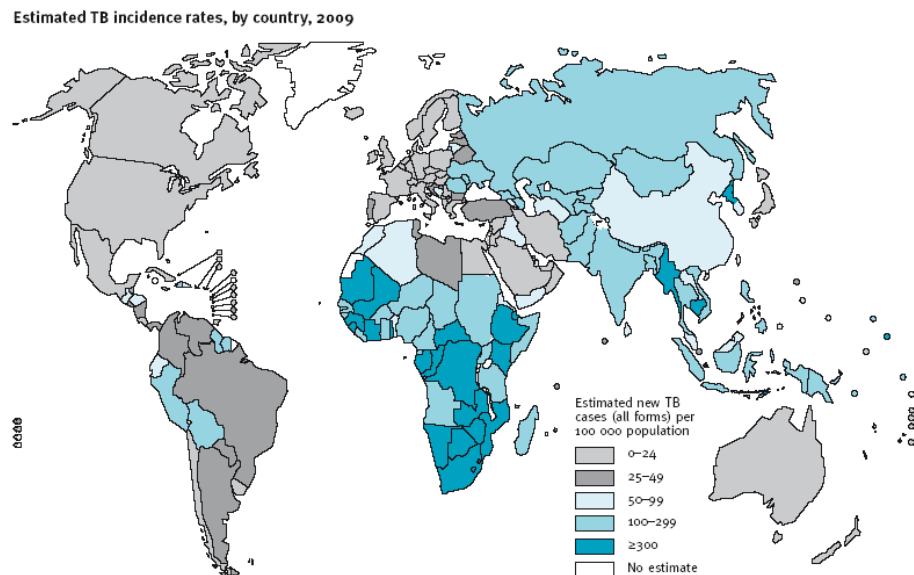 Estimated TB incidence rates, by country, 2009
Estimated new TB
cases (all forms) per
100 000 population
0–24
25–49
50–99
100–299
≥300
No estimate